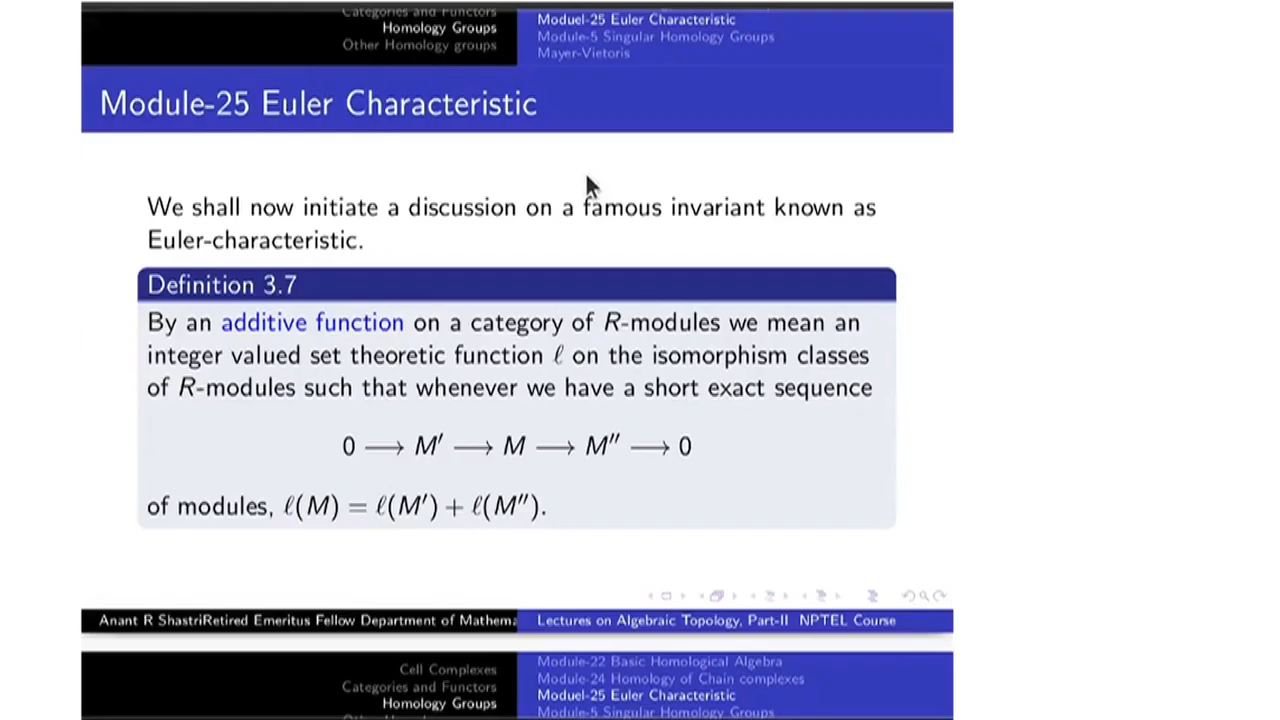 Categories and Functors
Homology Groups
Other Homology groups
Moduel-25 Euler Characteristic
Module-5 Singular Homology Groups
Mayer-Vietoris
Module-25 Euler Characteristic
We shall now initiate a discussion on a famous invariant known as
Euler-characteristic.
Definition 3.7
By an additive function on a category of R-modules we mean an
integer valued set theoretic function ℓ on the isomorphism classes
of R-modules such that whenever we have a short exact sequence
0 ⟶ M′ ⟶ M ⟶ M″ ⟶ 0
of modules, ℓ(M) = ℓ(M′) + ℓ(M″).
Anant R ShastriRetired Emeritus Fellow Department of Mathema
Lectures on Algebraic Topology, Part-II NPTEL Course
Cell Complexes
Categories and Functors
Homology Groups
Module-22 Basic Homological Algebra
Module-24 Homology of Chain complexes
Moduel-25 Euler Characteristic
Module-5 Singular Homology Groups